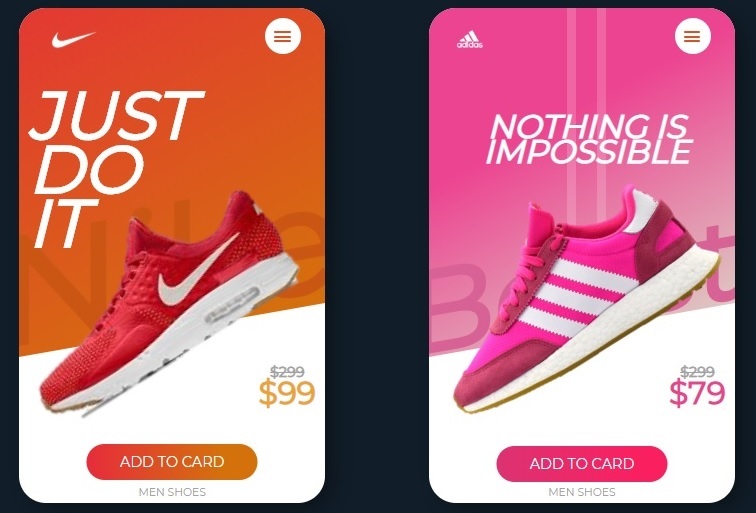 JUST
DO
IT
Nike
$299
$99
ADD TO CARD
MEN SHOES
adidas
NOTHING IS
IMPOSSIBLE
$299
$79
ADD TO CARD
MEN SHOES